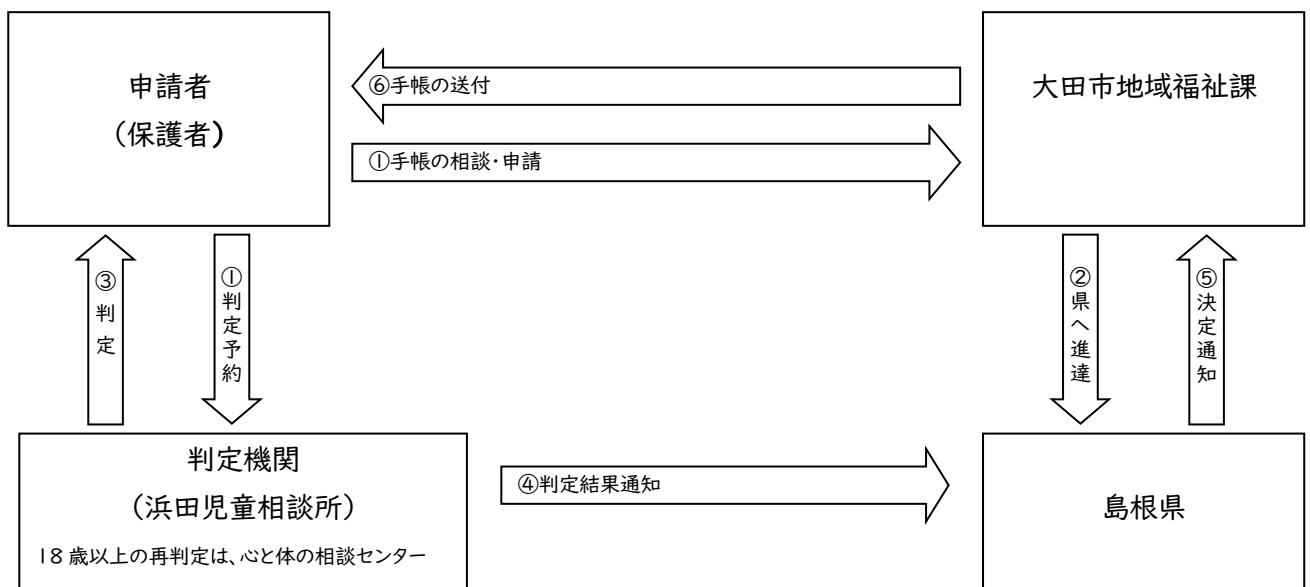 申請者
（保護者）
⑥手帳の送付
①手帳の相談・申請
大田市地域福祉課
③判定
①判定予約
②県へ進達
⑤決定通知
判定機関
（浜田児童相談所）
18歳以上の再判定は、心と体の相談センター
④判定結果通知
島根県